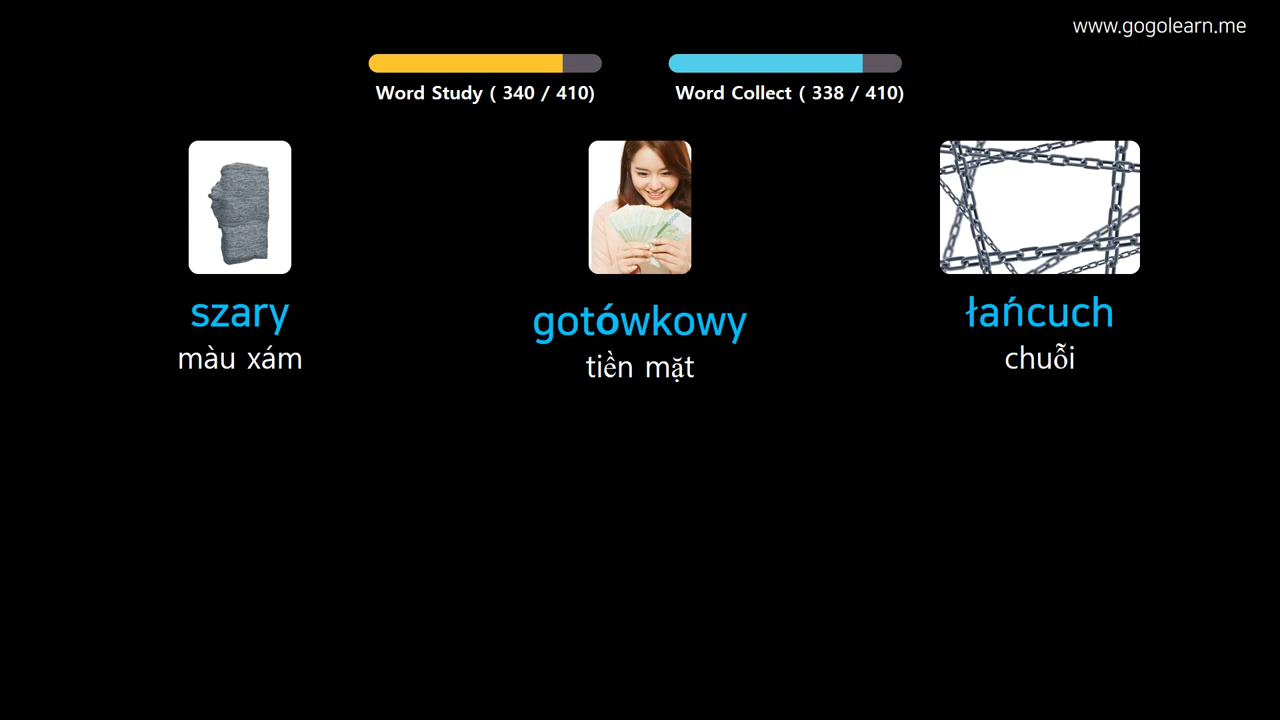 www.gogolearn.me
Word Study ( 340 / 410)
Word Collect ( 338 / 410)
szary
màu xám
gotówkowy
tiền mặt
łańcuch
chuỗi